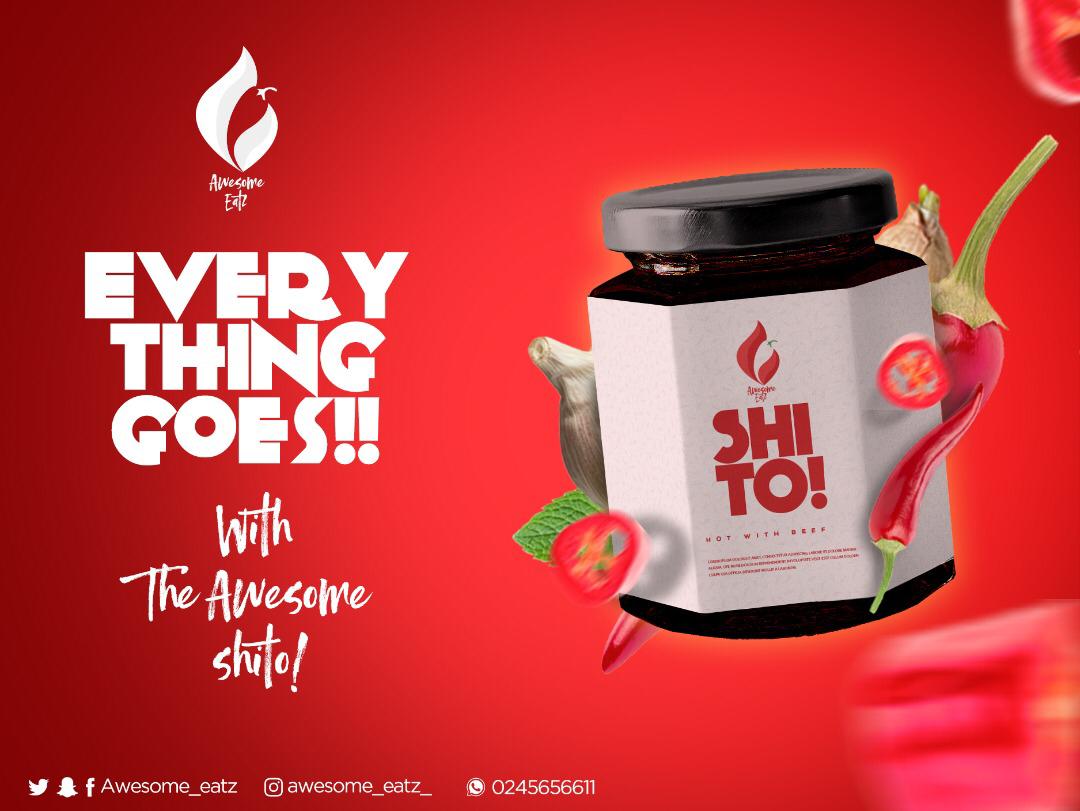 Awesome
Eatz
EVERY
THING
GOES!!
With
The Awesome
shito!
Awesome
Eatz
SHI
TO!
HOT WITH BEEF
Awesome_eatz
awesome_eatz_
0245656611